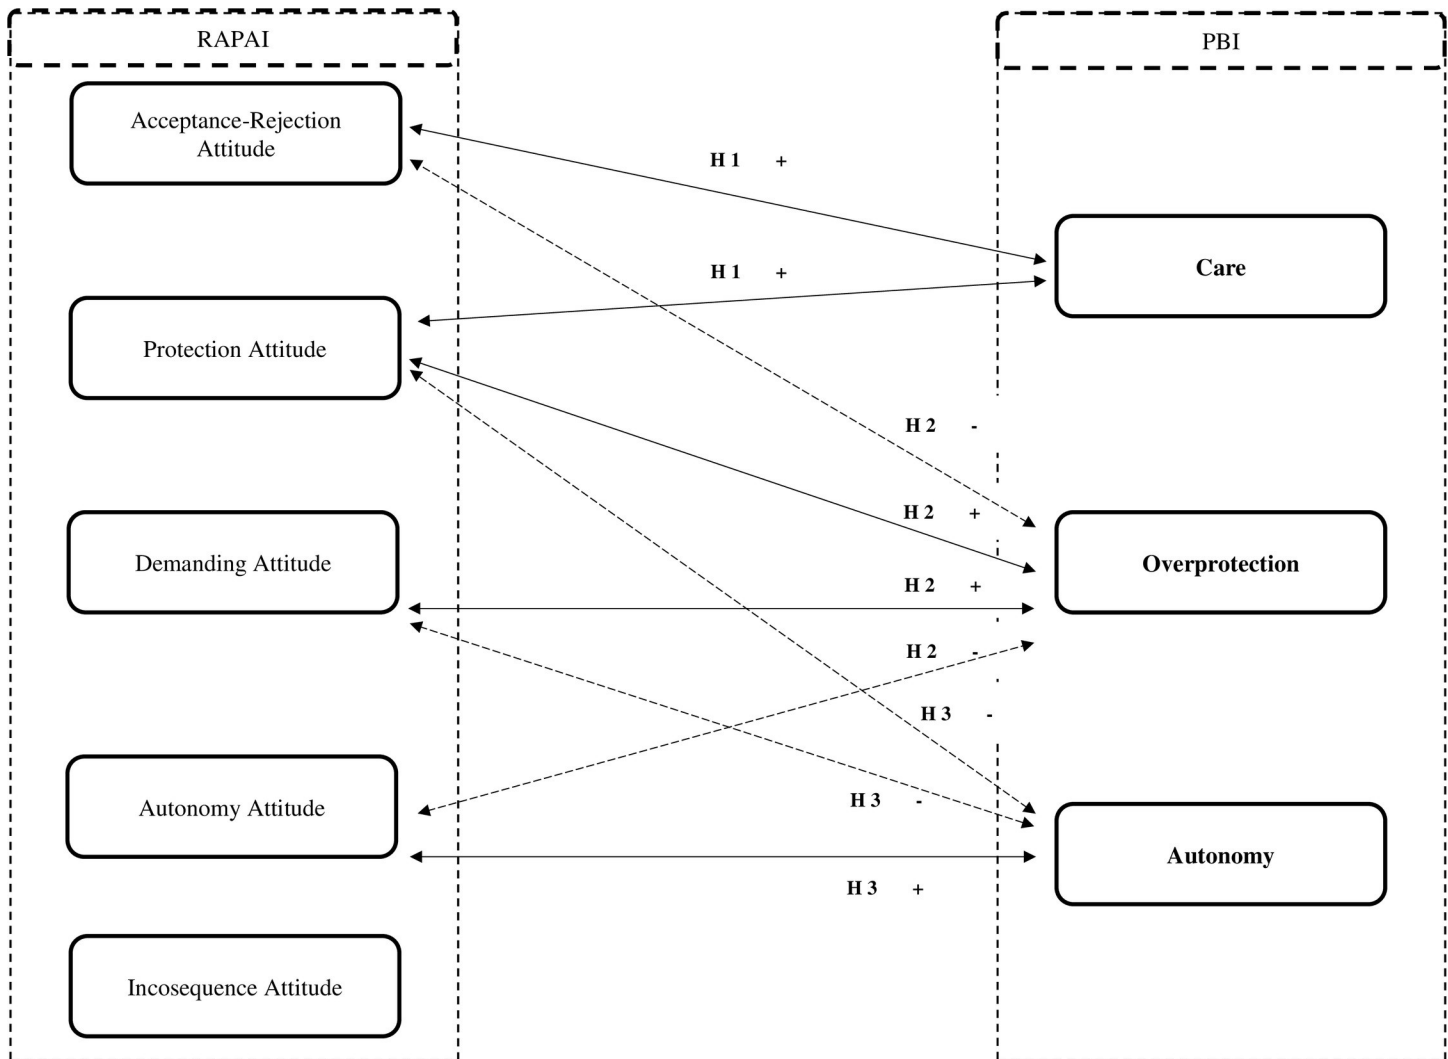 RAPAI
PBI
Acceptance-Rejection
Attitude
H 1 +
Care
H 1 +
Protection Attitude
H 2 -
H 2 +
Demanding Attitude
Overprotection
H 2 +
H 2 -
H 3 -
Autonomy Attitude
H 3 -
Autonomy
H 3 +
Incosequence Attitude